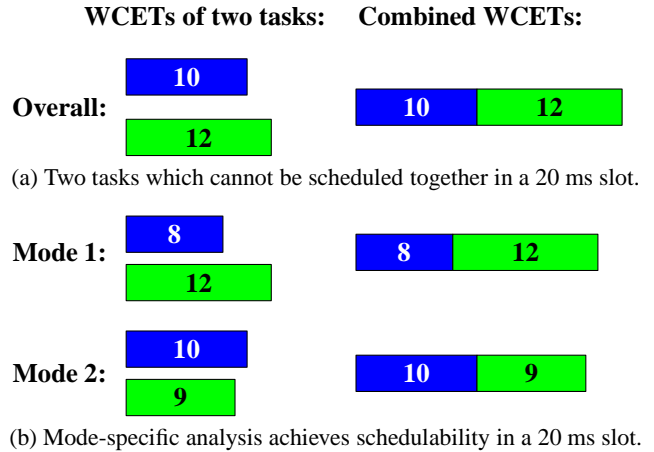 WCETs of two tasks: Combined WCETs:
10
Overall: 10 12
12
(a) Two tasks which cannot be scheduled together in a 20 ms slot.
8
Mode 1: 8 12
12
10
Mode 2: 10 9
9
(b) Mode-specific analysis achieves schedulability in a 20 ms slot.